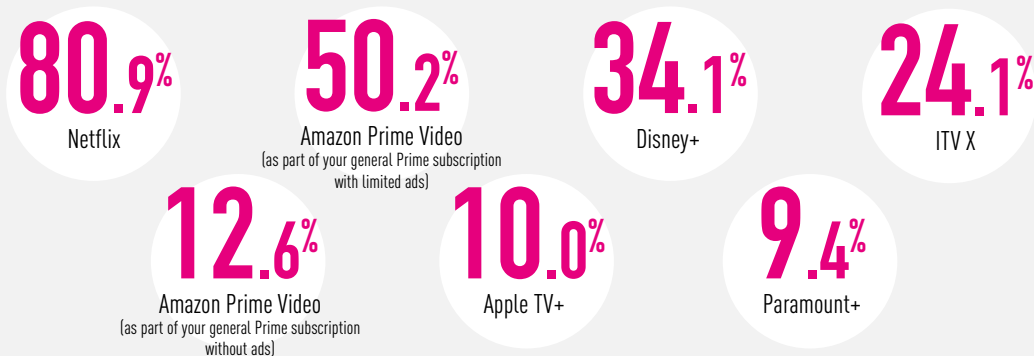 80.9%
Netflix
50.2%
Amazon Prime Video
(as part of your general Prime subscription
with limited ads)
34.1%
Disney+
24.1%
ITV X
12.6%
Amazon Prime Video
(as part of your general Prime subscription
without ads)
10.0%
Apple TV+
9.4%
Paramount+